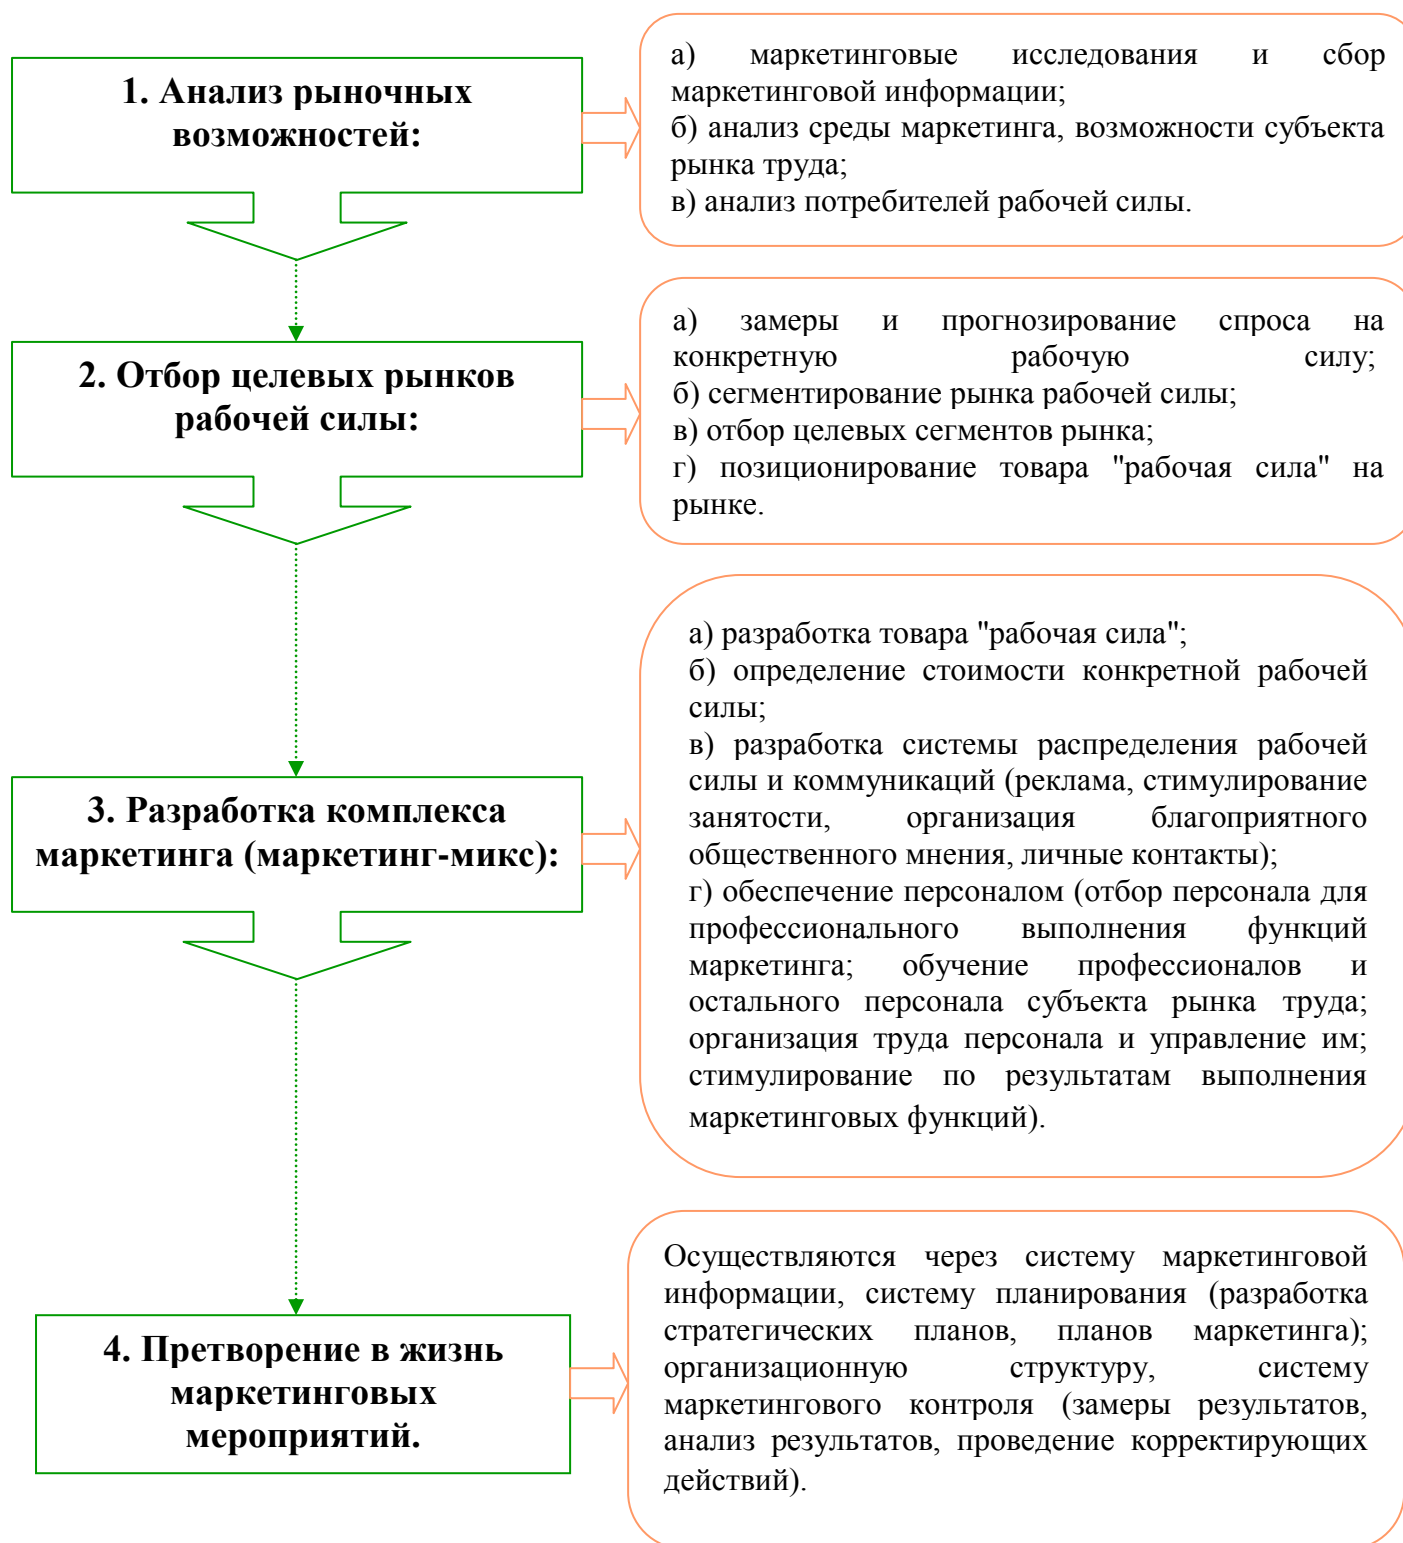 1. Анализ рыночных
возможностей:
а) маркетинговые исследования и сбор
маркетинговой информации;
б) анализ среды маркетинга, возможности субъекта
рынка труда;
в) анализ потребителей рабочей силы.
2. Отбор целевых рынков
рабочей силы:
а) замеры и прогнозирование спроса на
конкретную рабочую силу;
б) сегментирование рынка рабочей силы;
в) отбор целевых сегментов рынка;
г) позиционирование товара "рабочая сила" на
рынке.
3. Разработка комплекса
маркетинга (маркетинг-микс):
а) разработка товара "рабочая сила";
б) определение стоимости конкретной рабочей
силы;
в) разработка системы распределения рабочей
силы и коммуникаций (реклама, стимулирование
занятости, организация благоприятного
общественного мнения, личные контакты);
г) обеспечение персоналом (отбор персонала для
профессионального выполнения функций
маркетинга; обучение профессионалов и
остального персонала субъекта рынка труда;
организация труда персонала и управление им;
стимулирование по результатам выполнения
маркетинговых функций).
4. Претворение в жизнь
маркетинговых
мероприятий.
Осуществляются через систему маркетинговой
информации, систему планирования (разработка
стратегических планов, планов маркетинга);
организационную структуру, систему
маркетингового контроля (замеры результатов,
анализ результатов, проведение корректирующих
действий).